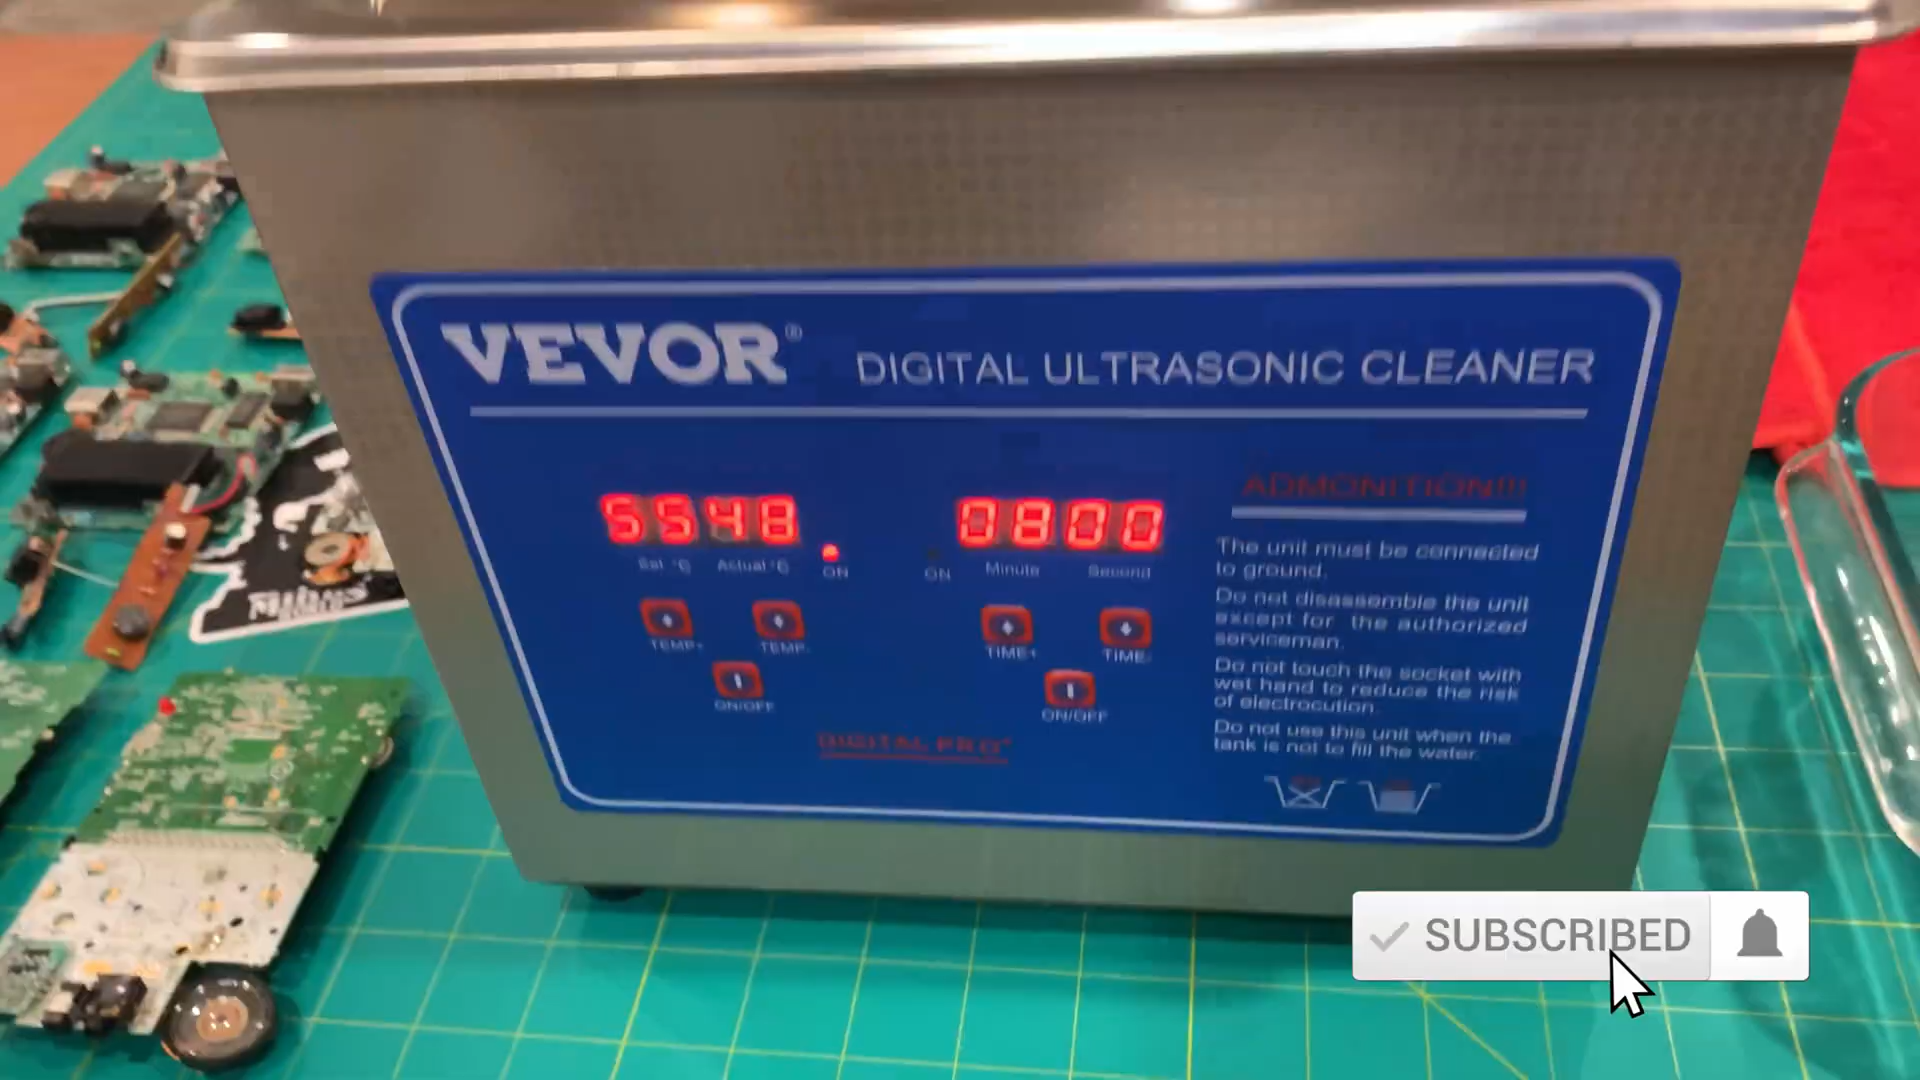 VEVOR®
DIGITAL ULTRASONIC CLEANER
5548
0800
Set °C
Actual °C
ON
ON
Minute
Second
TEMP+
TEMP-
TIME+
TIME-
ON/OFF
ON/OFF
DIGITAL PRO
ADMONITION!!!
The unit must be connected
to ground.
Do not disassemble the unit
except for the authorized
serviceman.
Do not touch the socket with
wet hand to reduce the risk
of electrocution.
Do not use this unit when the
tank is not to fill the water.
SUBSCRIBED